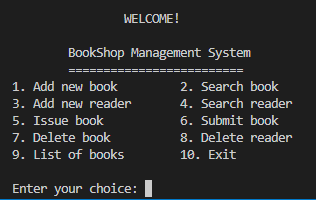 WELCOME!
BookShop Management System
=========================
1. Add new book 2. Search book
3. Add new reader 4. Search reader
5. Issue book 6. Submit book
7. Delete book 8. Delete reader
9. List of books 10. Exit
Enter your choice: